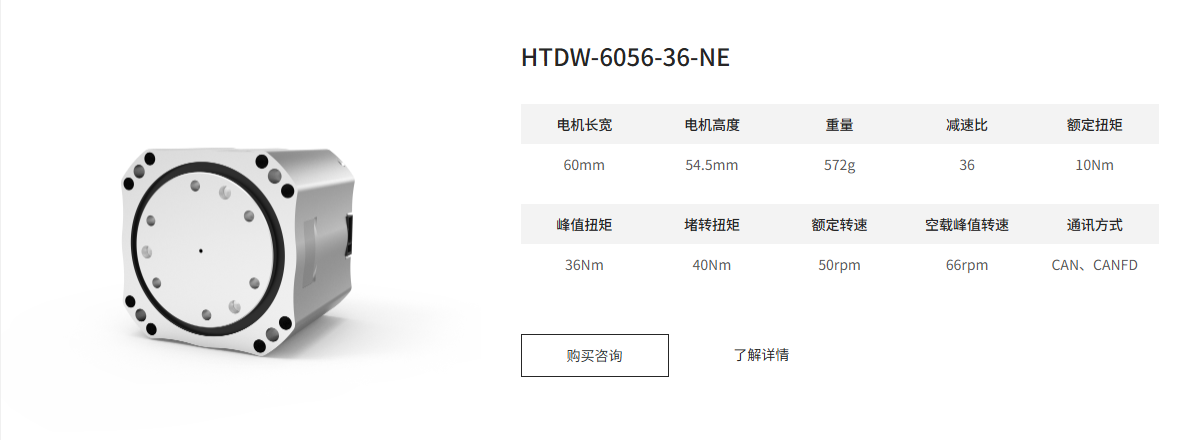 HTDW-6056-36-NE
电机长宽 电机高度 重量 减速比 额定扭矩
60mm 54.5mm 572g 36 10Nm
峰值扭矩 堵转扭矩 额定转速 空载峰值转速 通讯方式
36Nm 40Nm 50rpm 66rpm CAN、CANFD
购买咨询 了解详情